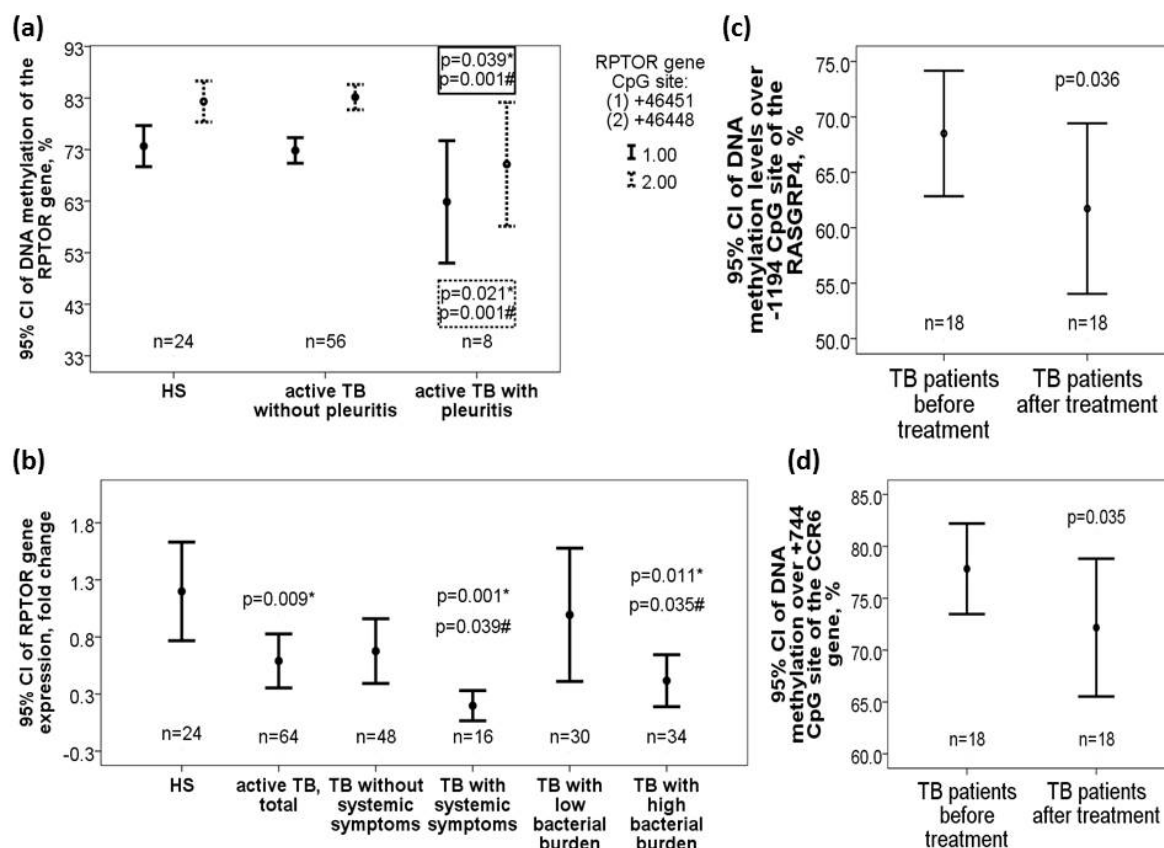 (a)
95% CI of DNA methylation of the
RPTOR gene, %
93
83
73
63
53
43
33
p=0.039*
p=0.001#
p=0.021*
p=0.001#
n=24
n=56
n=8
HS
active TB
without pleuritis
active TB with
pleuritis
RPTOR gene
CpG site:
(1) +46451
(2) +46448
1.00
2.00
(c)
95% CI of DNA
methylation levels over
-1194 CpG site of the
RASGRP4, %
75.0
70.0
65.0
60.0
55.0
50.0
p=0.036
n=18
n=18
TB patients
before
treatment
TB patients
after treatment
(b)
95% CI of RPTOR gene
expression, fold change
1.8
1.3
0.8
0.3
-0.3
p=0.009*
p=0.001*
p=0.039#
p=0.011*
p=0.035#
n=24
n=64
n=48
n=16
n=30
n=34
HS
active TB,
total
TB without
systemic
symptoms
TB with
systemic
symptoms
TB with
low
bacterial
burden
TB with
high
bacterial
burden
(d)
95% CI of DNA
methylation over +744
CpG site of the CCR6
gene, %
85.0
80.0
75.0
70.0
65.0
60.0
p=0.035
n=18
n=18
TB patients
before
treatment
TB patients
after treatment